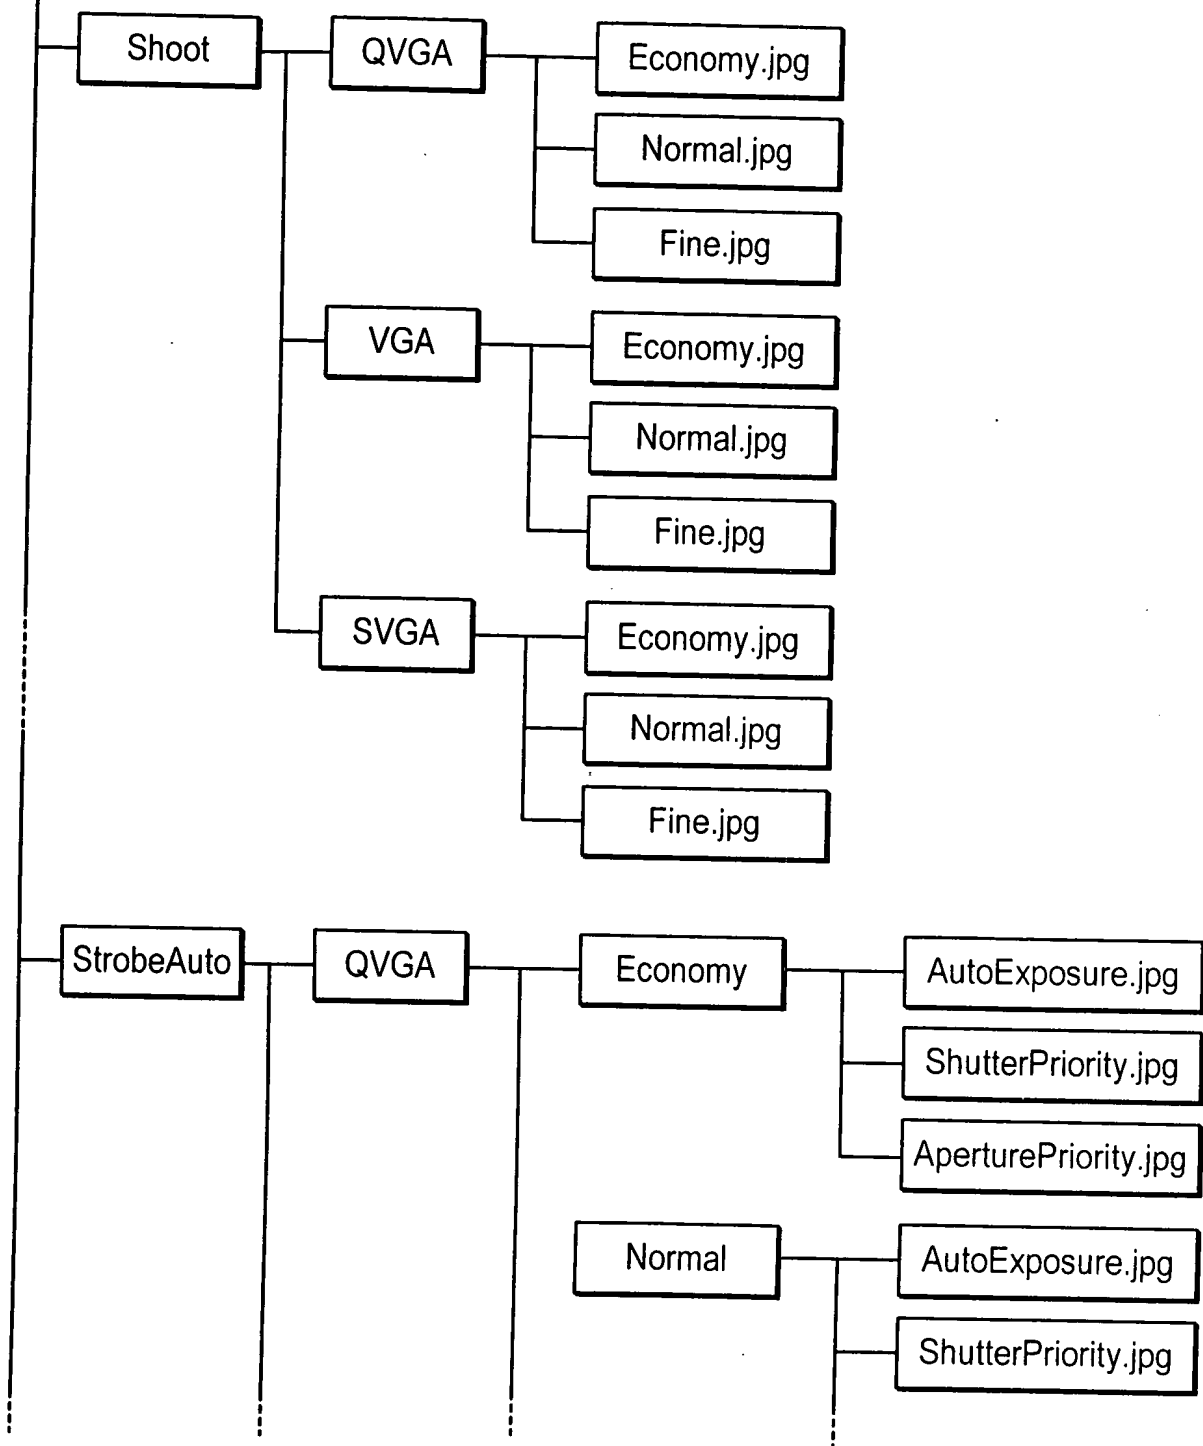 Shoot
QVGA
Economy.jpg
Normal.jpg
Fine.jpg
VGA
Economy.jpg
Normal.jpg
Fine.jpg
SVGA
Economy.jpg
Normal.jpg
Fine.jpg
StrobeAuto
QVGA
Economy
AutoExposure.jpg
ShutterPriority.jpg
AperturePriority.jpg
Normal
AutoExposure.jpg
ShutterPriority.jpg